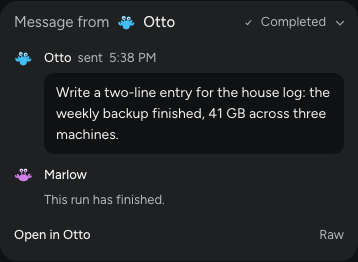 Message from Otto ✓ Completed
Otto sent 5:38 PM
Write a two-line entry for the house log: the
weekly backup finished, 41 GB across three
machines.
Marlow
This run has finished.
Open in Otto Raw